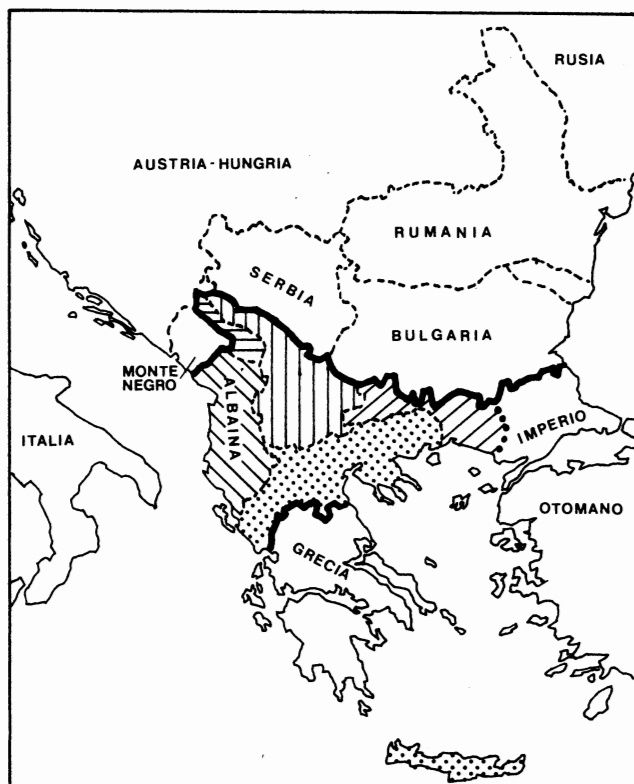 RUSIA
AUSTRIA-HUNGRIA
RUMANIA
SERBIA
BULGARIA
MONTE
NEGRO
ALBAINA
IMPERIO
ITALIA
OTOMANO
GRECIA